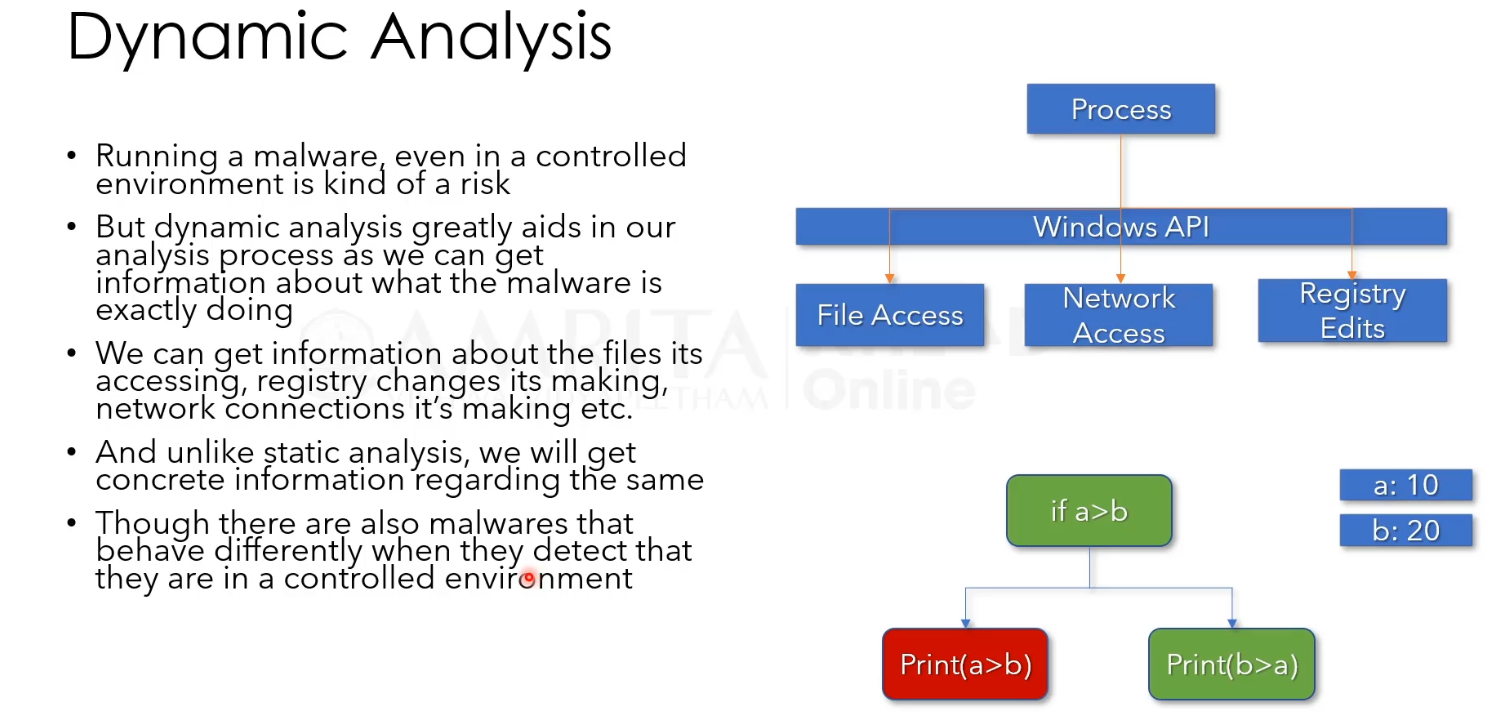 Dynamic Analysis
• Running a malware, even in a controlled
environment is kind of a risk
• But dynamic analysis greatly aids in our
analysis process as we can get
information about what the malware is
exactly doing
• We can get information about the files its
accessing, registry changes its making,
network connections it’s making etc.
• And unlike static analysis, we will get
concrete information regarding the same
• Though there are also malwares that
behave differently when they detect that
they are in a controlled environment
Process
Windows API
File Access
Network
Access
Registry
Edits
if a>b
a: 10
b: 20
Print(a>b)
Print(b>a)
AMRITA
Online